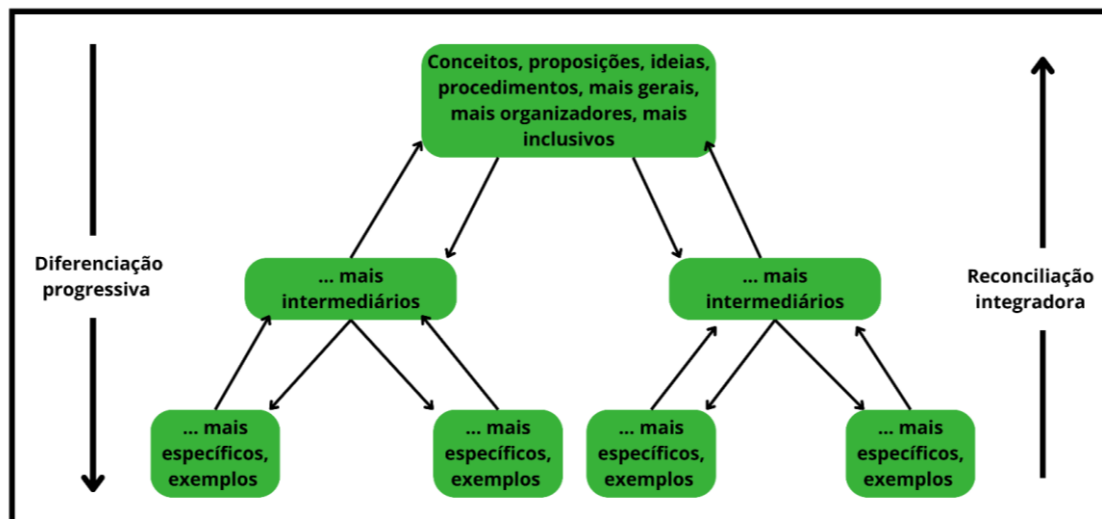 Conceitos, proposições, ideias,
procedimentos, mais gerais,
mais organizadores, mais
inclusivos
Diferenciação
progressiva
... mais
intermediários
... mais
intermediários
Reconciliação
integradora
... mais
específicos,
exemplos
... mais
específicos,
exemplos
... mais
específicos,
exemplos
... mais
específicos,
exemplos